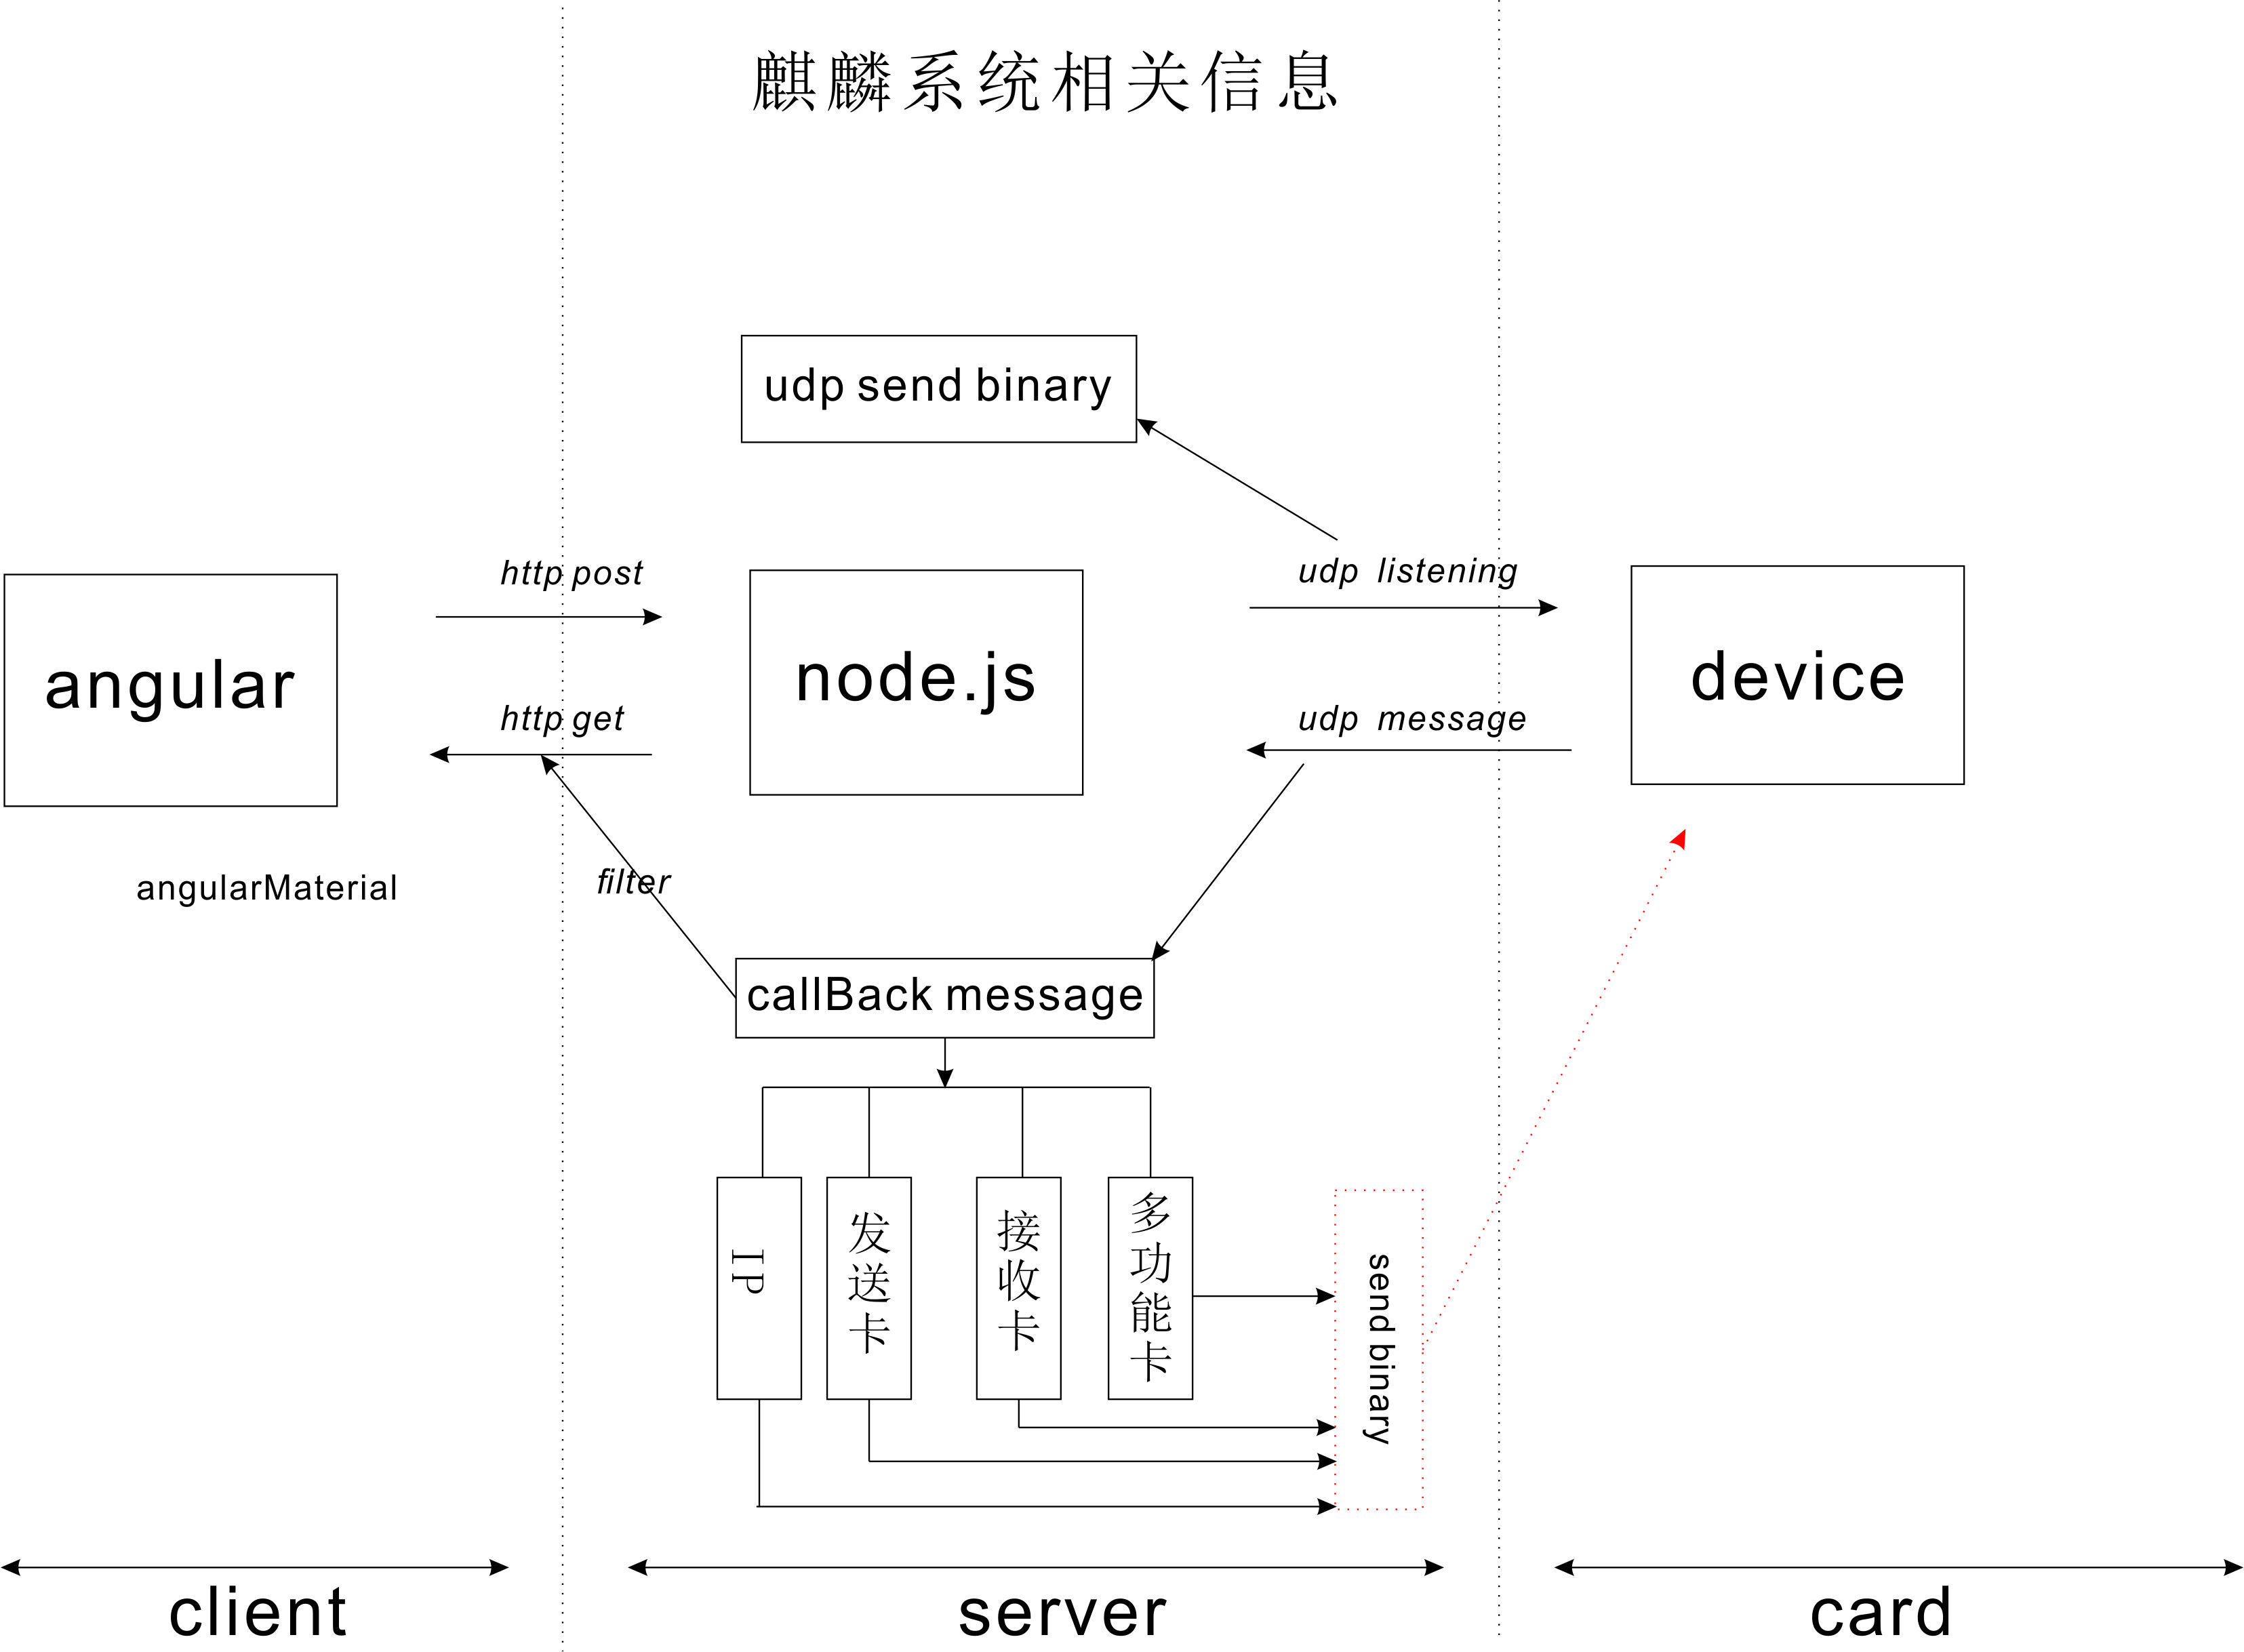 麒麟系统相关信息
udp send binary
http post
udp listening
angular
node.js
device
http get
udp message
angularMaterial
filter
callBack message
IP
发送卡
接收卡
多功能卡
send binary
client
server
card